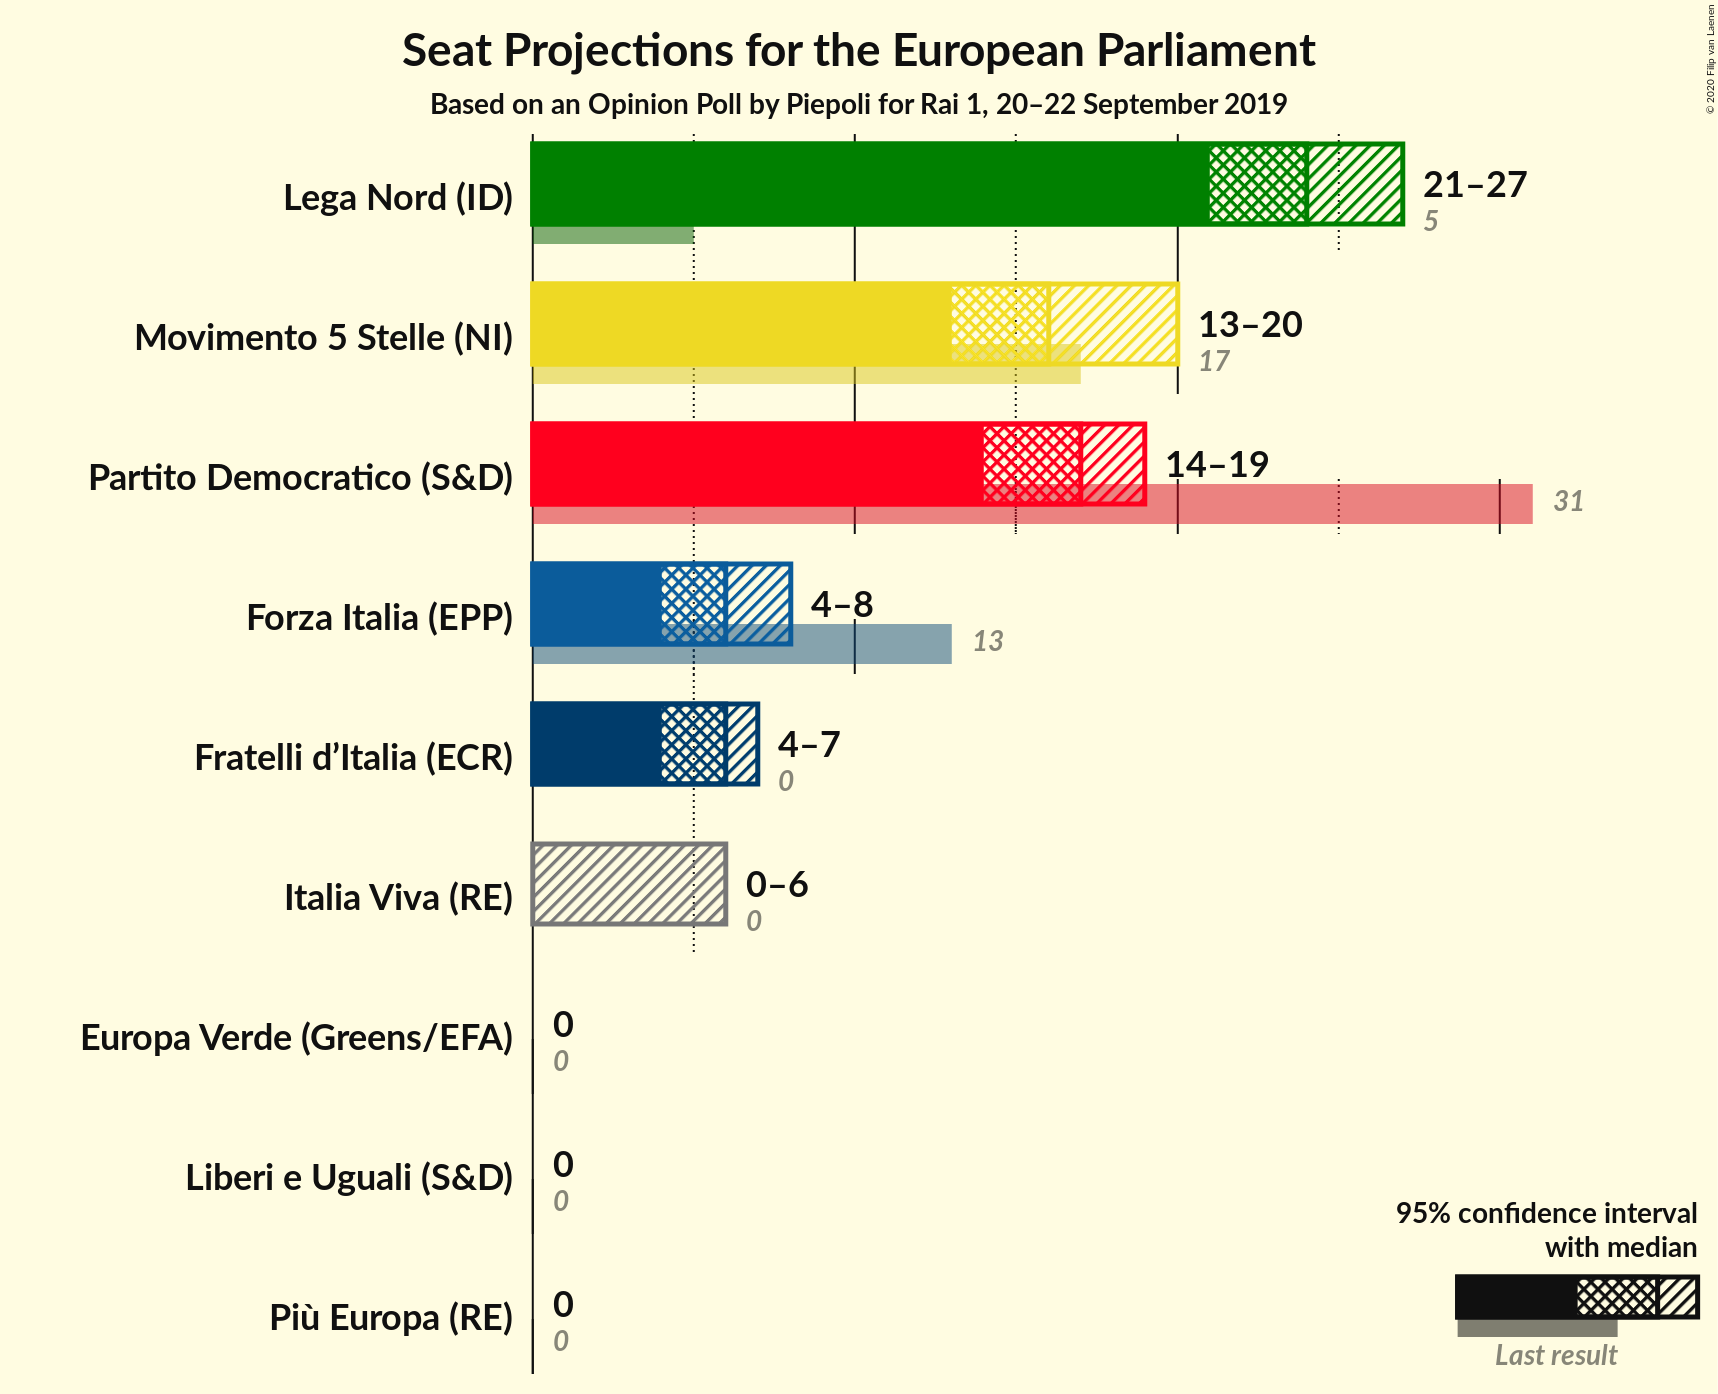 Seat Projections for the European Parliament
Based on an Opinion Poll by Piepoli for Rai 1, 20–22 September 2019
© 2020 Filip van Laenen
Lega Nord (ID)
21–27
5
Movimento 5 Stelle (NI)
13–20
17
Partito Democratico (S&D)
14–19
31
Forza Italia (EPP)
4–8
13
Fratelli d’Italia (ECR)
4–7
0
Italia Viva (RE)
0–6
0
Europa Verde (Greens/EFA)
0
0
Liberi e Uguali (S&D)
0
0
Più Europa (RE)
0
0
95% confidence interval
with median
Last result